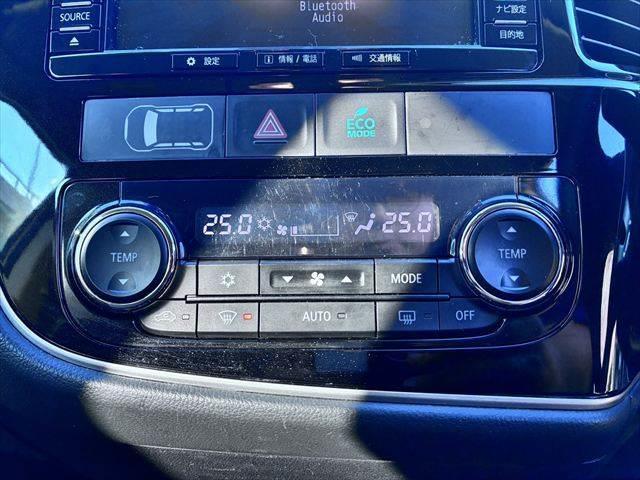 Bluetooth
Audio
SOURCE
ナビ設定
目的地
設定
情報 / 電話
交通情報
ECO
MODE
25.0
25.0
TEMP
TEMP
MODE
AUTO
OFF